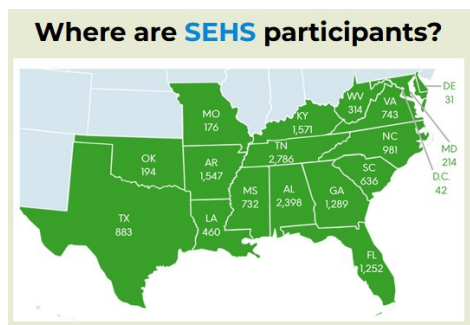 Where are SEHS participants?
DE
31
WV
314
VA
743
KY
1,571
MO
176
TN
2,786
NC
981
MD
214
OK
194
AR
1,547
SC
636
D.C.
42
MS
732
AL
2,398
GA
1,289
TX
883
LA
460
FL
1,252